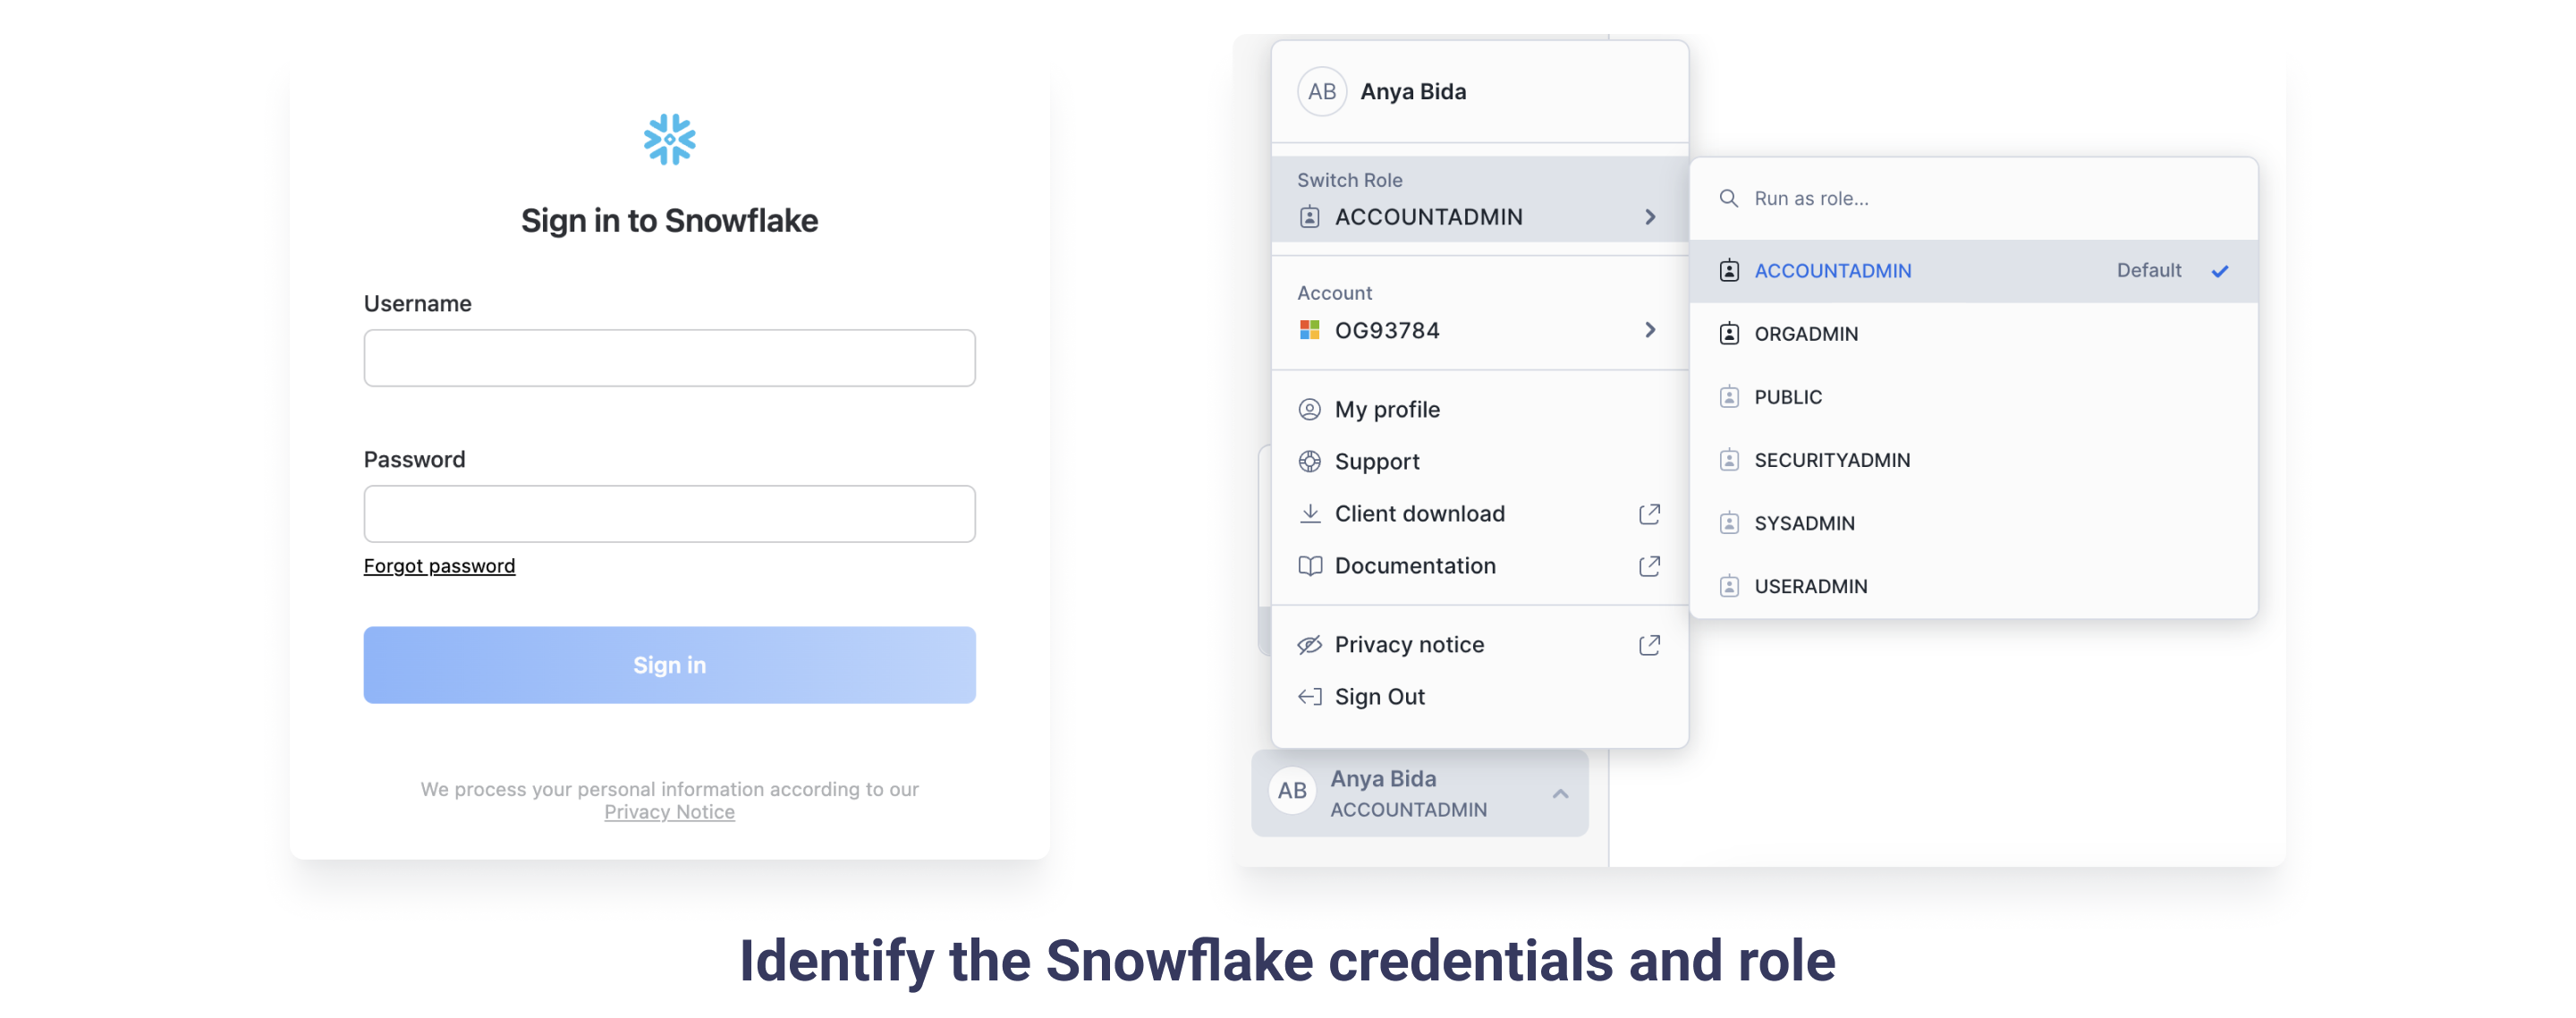 Sign in to Snowflake
Username
Password
Forgot password
Sign in
We process your personal information according to our
Privacy Notice
AB Anya Bida
Switch Role
ACCOUNTADMIN
Account
OG93784
My profile
Support
Client download
Documentation
Privacy notice
Sign Out
AB Anya Bida
ACCOUNTADMIN
Run as role...
ACCOUNTADMIN Default
ORGADMIN
PUBLIC
SECURITYADMIN
SYSADMIN
USERADMIN
Identify the Snowflake credentials and role